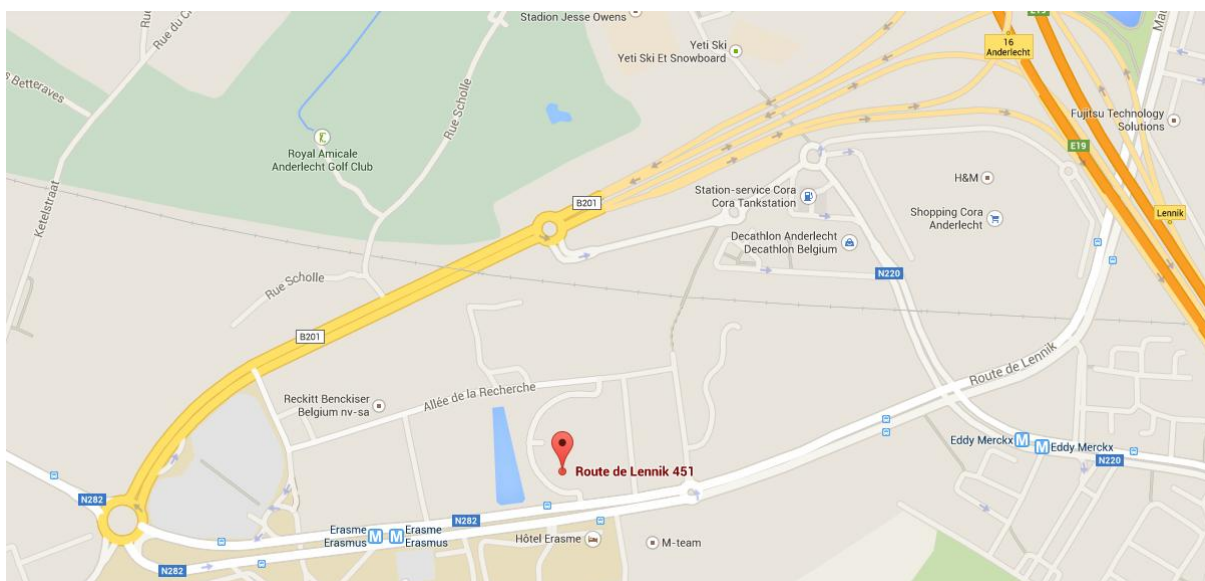 Stadion Jesse Owens
E19
Rue du C
Yeti Ski
Yeti Ski Et Snowboard
16
Anderlecht
Betteraves
Rue Scholle
Fujitsu Technology
Solutions
E19
Royal Amicale
Anderlecht Golf Club
H&M
Ketelstraat
Station-service Cora
Cora Tankstation
B201
Shopping Cora
Anderlecht
Lennik
Decathlon Anderlecht
Decathlon Belgium
N220
Rue Scholle
B201
Route de Lennik
Allée de la Recherche
Reckitt Benckiser
Belgium nv-sa
Eddy Merckx
M
M
Eddy Merckx
N220
Route de Lennik 451
N282
N282
Erasme
Erasmus
M
M
Erasme
Erasmus
Hôtel Erasme
M-team
N282